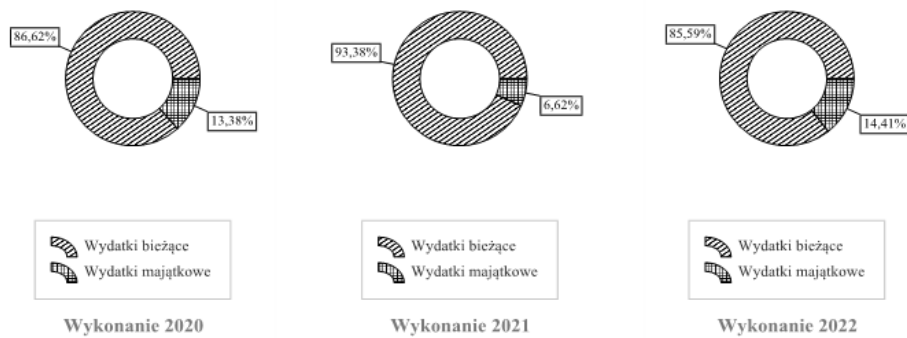 86,62%
13,38%
Wydatki bieżące
Wydatki majątkowe
Wykonanie 2020
93,38%
6,62%
Wydatki bieżące
Wydatki majątkowe
Wykonanie 2021
85,59%
14,41%
Wydatki bieżące
Wydatki majątkowe
Wykonanie 2022